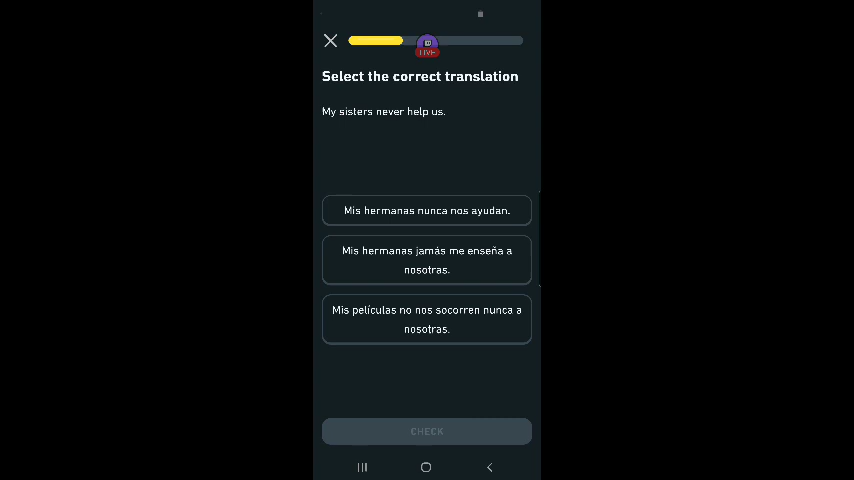 LIVE
Select the correct translation
My sisters never help us.
Mis hermanas nunca nos ayudan.
Mis hermanas jamás me enseña a
nosotras.
Mis películas no nos socorren nunca a
nosotras.
CHECK